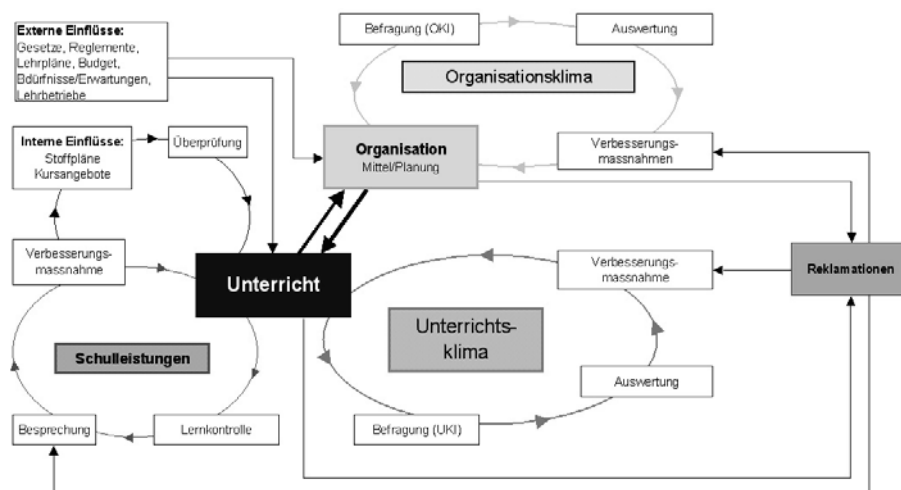 Externe Einflüsse:
Gesetze, Reglemente,
Lehrpläne, Budget,
Bdürfnisse/Erwartungen,
Lehrbetriebe
Befragung (OKI)
Auswertung
Organisationsklima
Interne Einflüsse:
Stoffpläne
Kursangebote
Überprüfung
Organisation
Mittel/Planung
Verbesserungs-
massnahmen
Verbesserungs-
massnahme
Unterricht
Verbesserungs-
massnahme
Reklamationen
Unterrichts-
klima
Schulleistungen
Auswertung
Besprechung
Lernkontrolle
Befragung (UKI)